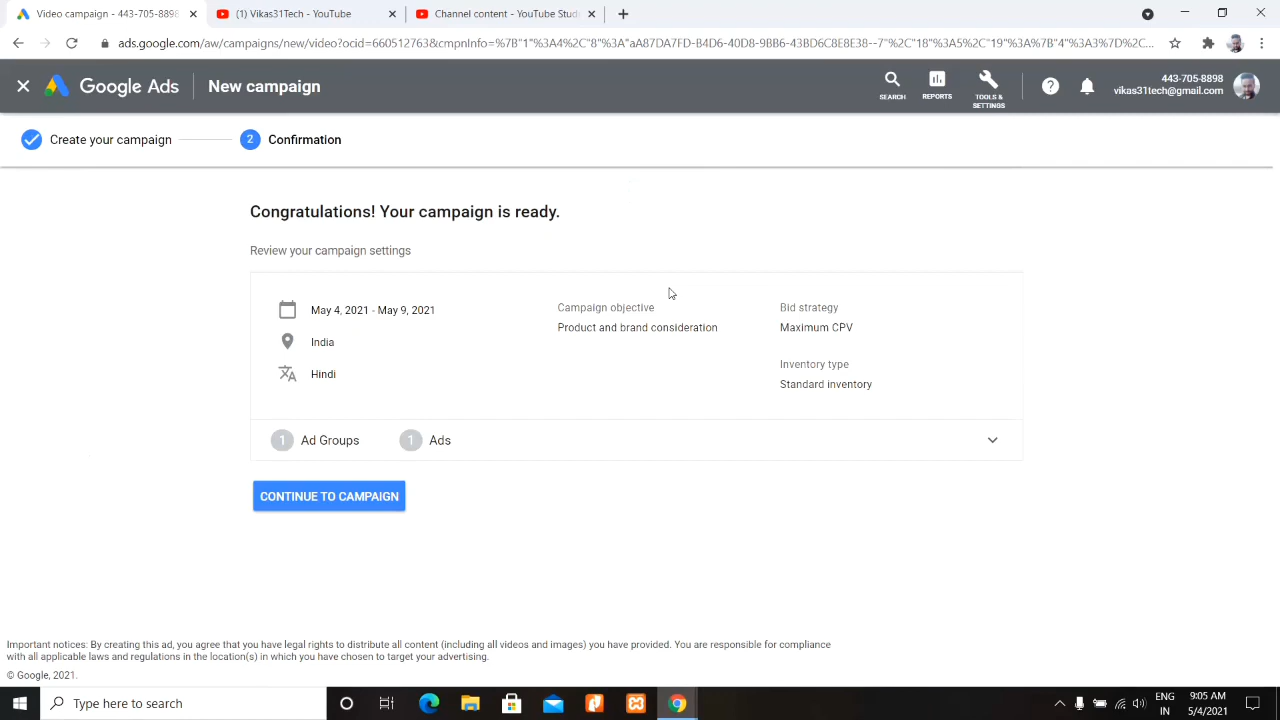 Video campaign - 443-705-8898
(1) Vikas31Tech - YouTube
Channel content - YouTube Stud
ads.google.com/aw/campaigns/new/video?ocid=660512763&cmpnInfo=%7B"1"%3A4%2C"8"%3A"aA87DA7FD-B4D6-40D8-9BB6-43BD6C8E8E38--7"%2C"18"%3A5%2C"19"%3A%7B"4"%3A3%7D%2C...
Google Ads
New campaign
SEARCH
REPORTS
TOOLS &
SETTINGS
443-705-8898
vikas31tech@gmail.com
Create your campaign
2 Confirmation
Congratulations! Your campaign is ready.
Review your campaign settings
May 4, 2021 - May 9, 2021
India
Hindi
Campaign objective
Product and brand consideration
Bid strategy
Maximum CPV
Inventory type
Standard inventory
1 Ad Groups
1 Ads
CONTINUE TO CAMPAIGN
Important notices: By creating this ad, you agree that you have legal rights to distribute all content (including all videos and images) you have provided. You are responsible for compliance
with all applicable laws and regulations in the location(s) in which you have chosen to target your advertising.
© Google, 2021.
Type here to search
ENG
IN
9:05 AM
5/4/2021